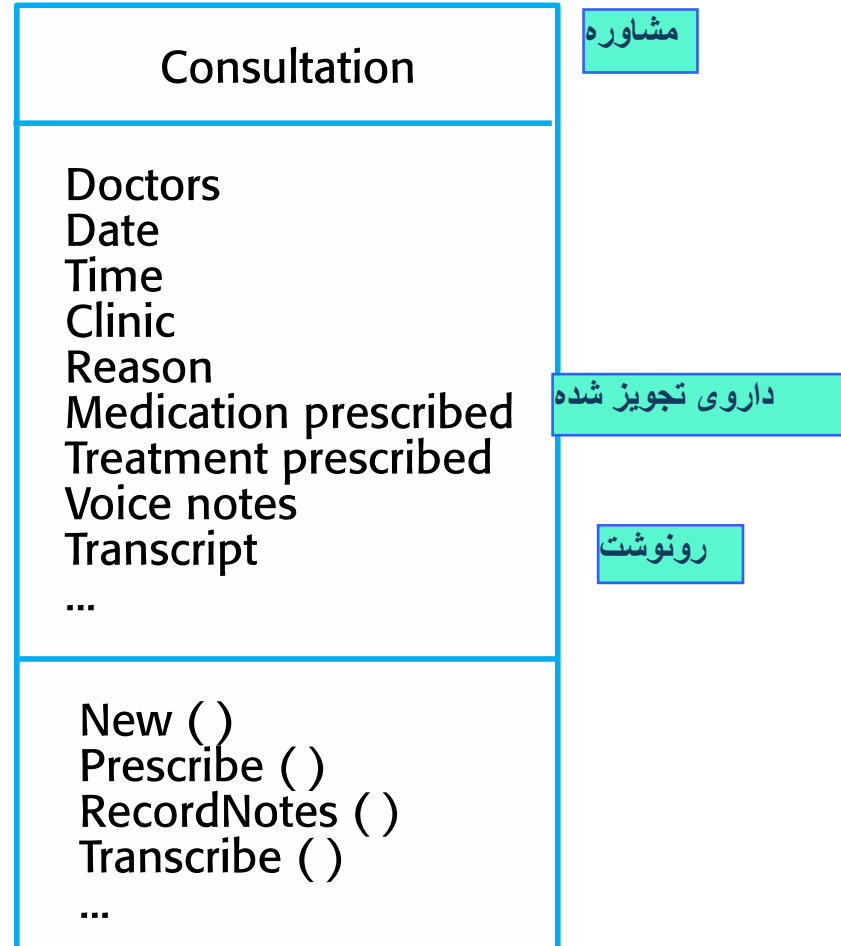 Consultation
مشاوره
Doctors
Date
Time
Clinic
Reason
Medication prescribed
داروی تجویز شده
Treatment prescribed
Voice notes
Transcript
رونوشت
...
New ( )
Prescribe ( )
RecordNotes ( )
Transcribe ( )
...